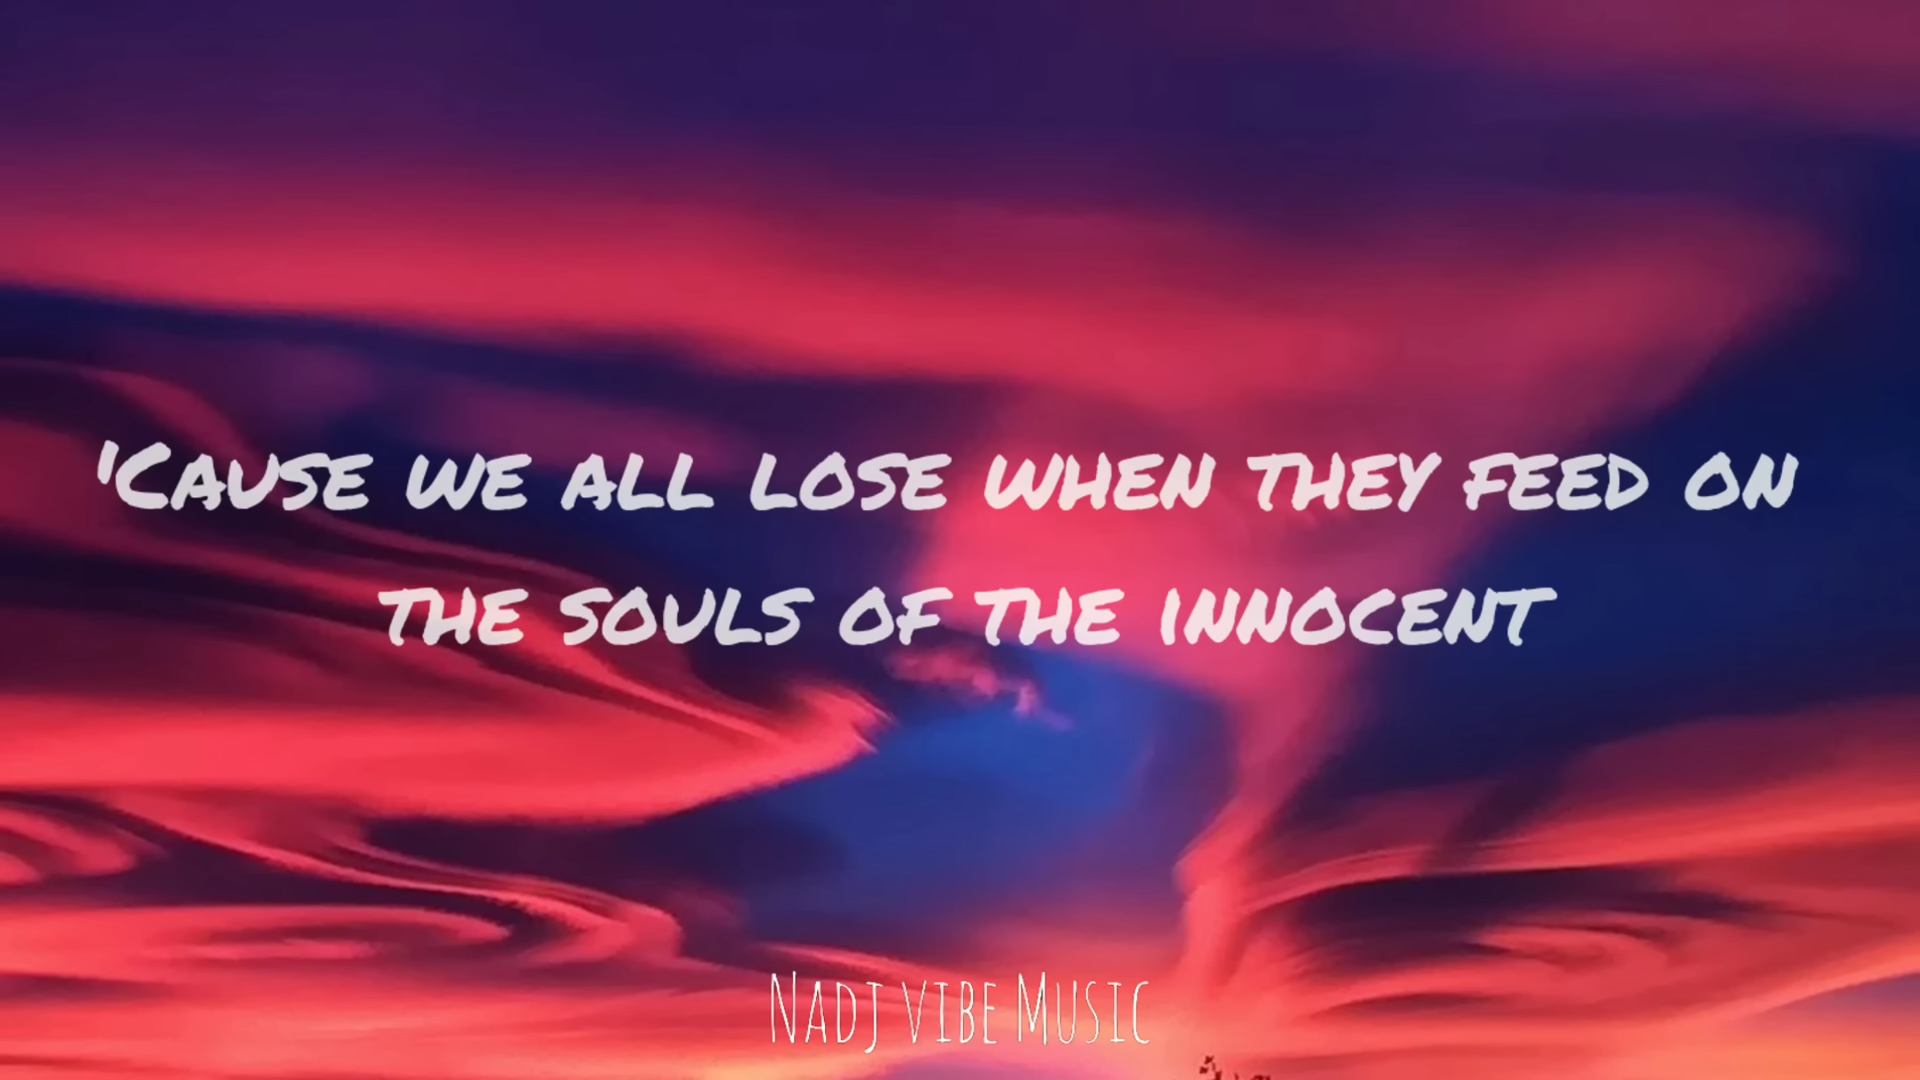 'Cause we all lose when they feed on
the souls of the innocent
Nadj vibe Music